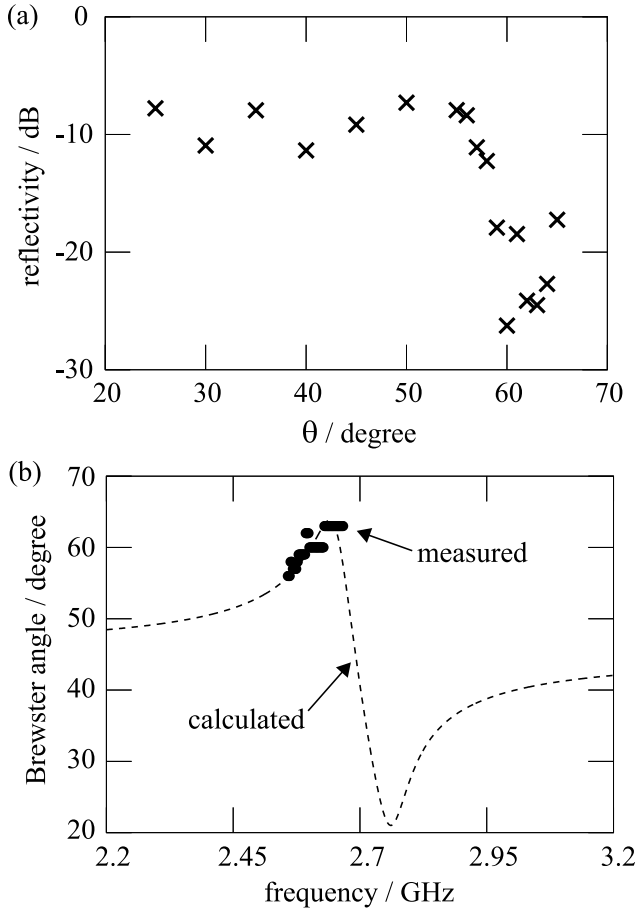 (a)
0
-10
-20
-30
reflectivity / dB
20 30 40 50 60 70
θ / degree
(b)
70
60
50
40
30
20
Brewster angle / degree
measured
calculated
2.2 2.45 2.7 2.95 3.2
frequency / GHz